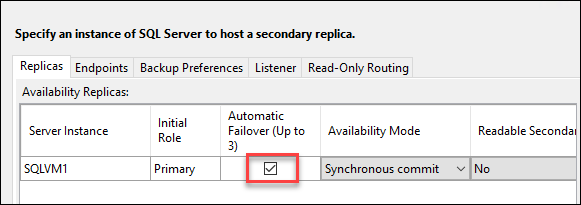 Specify an instance of SQL Server to host a secondary replica.
Replicas Endpoints Backup Preferences Listener Read-Only Routing
Availability Replicas:
Server Instance
Initial
Role
Automatic
Failover (Up to
3)
Availability Mode
Readable Secondar
SQLVM1 Primary Synchronous commit No